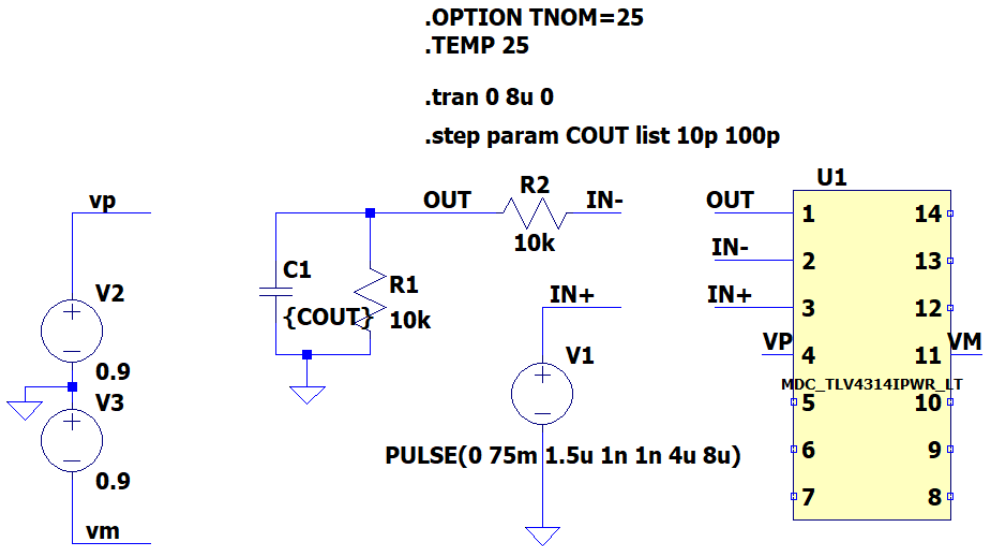 .OPTION TNOM=25
.TEMP 25
.tran 0 8u 0
.step param COUT list 10p 100p
vp
V2
0.9
V3
0.9
vm
C1
{COUT}
R1
10k
OUT
R2
10k
IN-
IN+
V1
PULSE(0 75m 1.5u 1n 1n 4u 8u)
U1
OUT 1 14
IN- 2 13
IN+ 3 12
VP 4 11 VM
MDC_TLV4314IPWR_LT
5 10
6 9
7 8